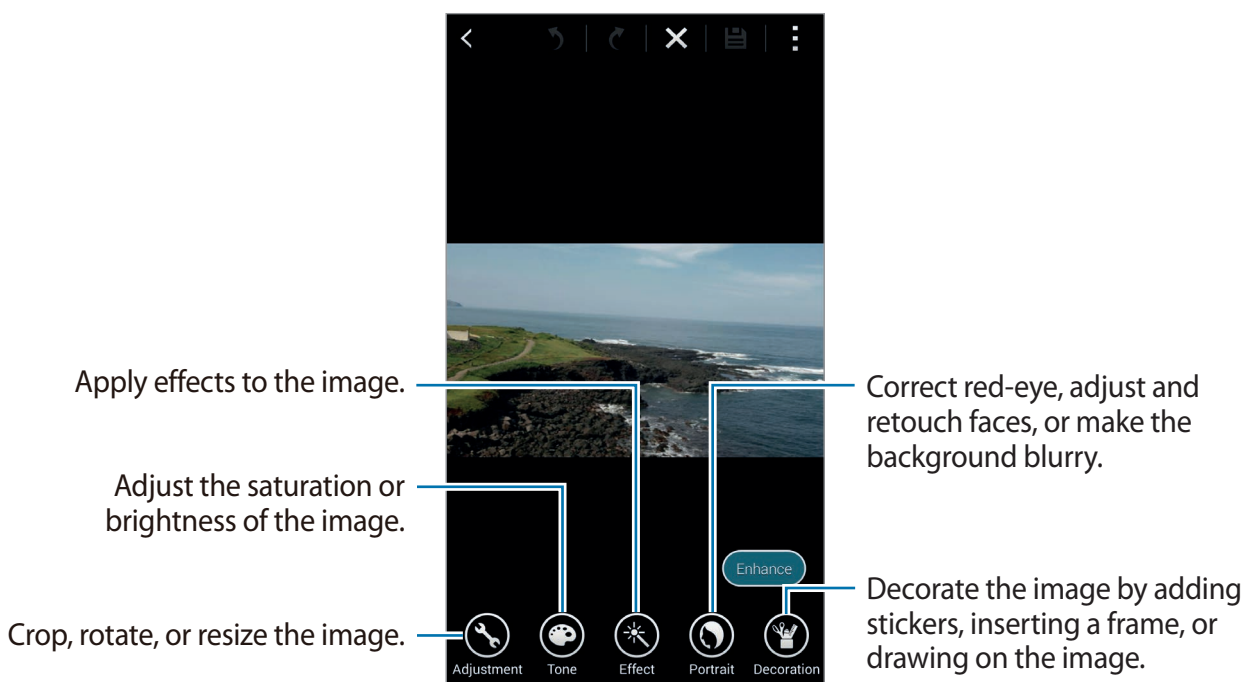 Apply effects to the image.
Adjust the saturation or
brightness of the image.
Crop, rotate, or resize the image.
Correct red-eye, adjust and
retouch faces, or make the
background blurry.
Enhance
Decorate the image by adding
stickers, inserting a frame, or
drawing on the image.
Adjustment
Tone
Effect
Portrait
Decoration